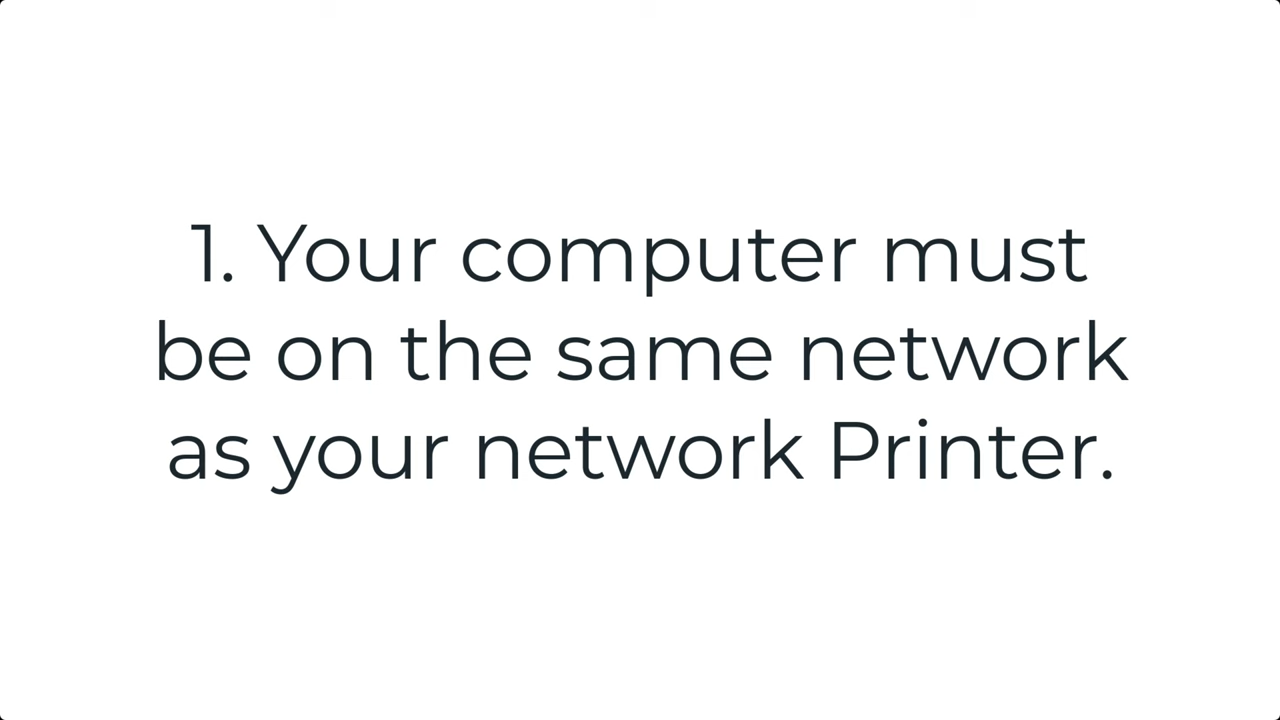 1. Your computer must
be on the same network
as your network Printer.